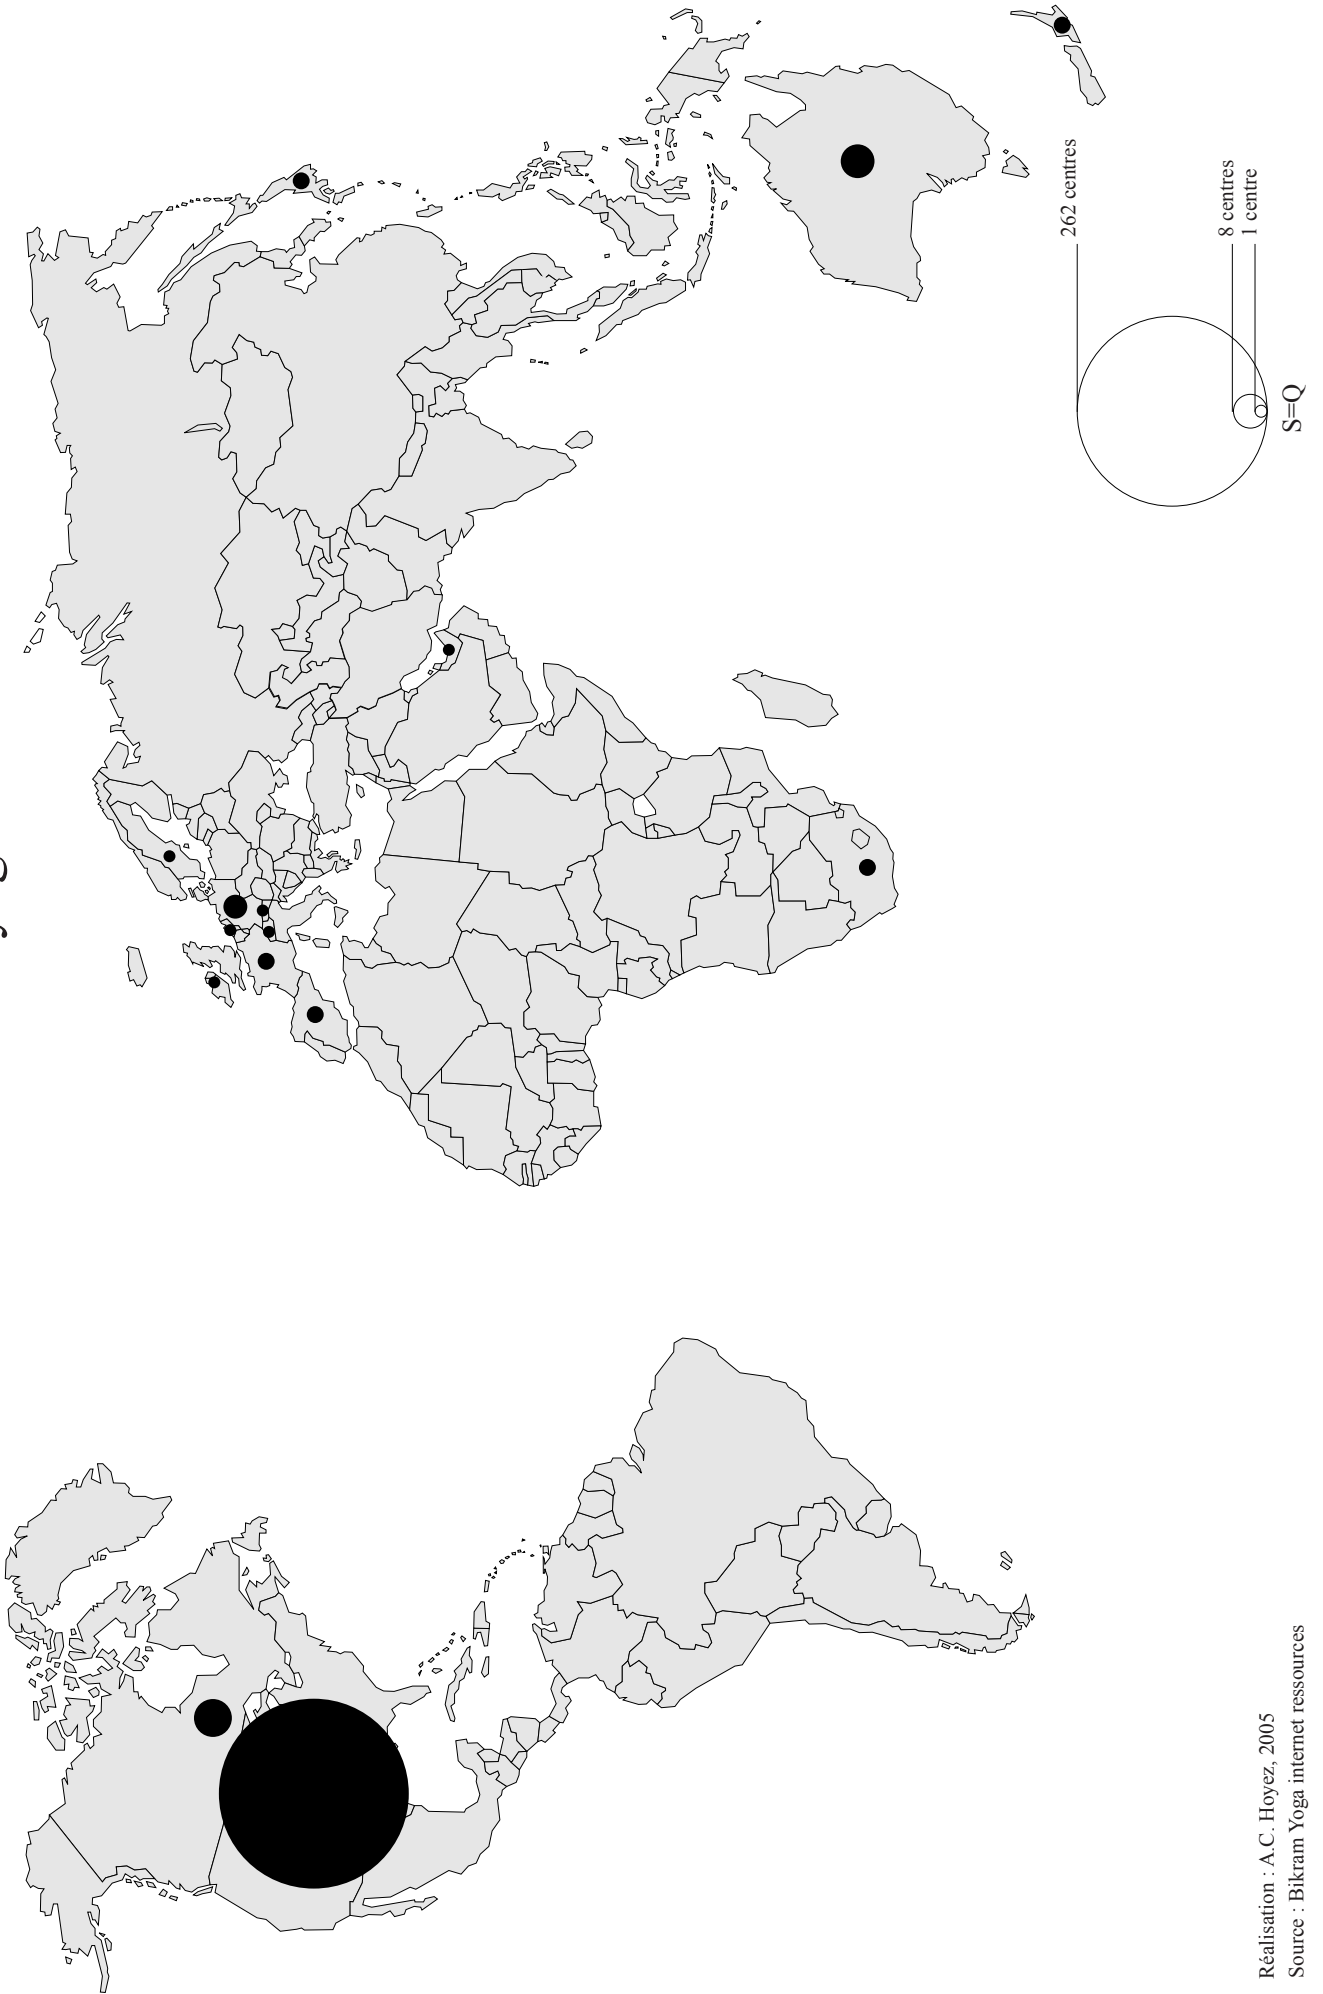 262 centres
8 centres
1 centre
S=Q
Réalisation : A.C. Hoyez, 2005
Source : Bikram Yoga internet ressources